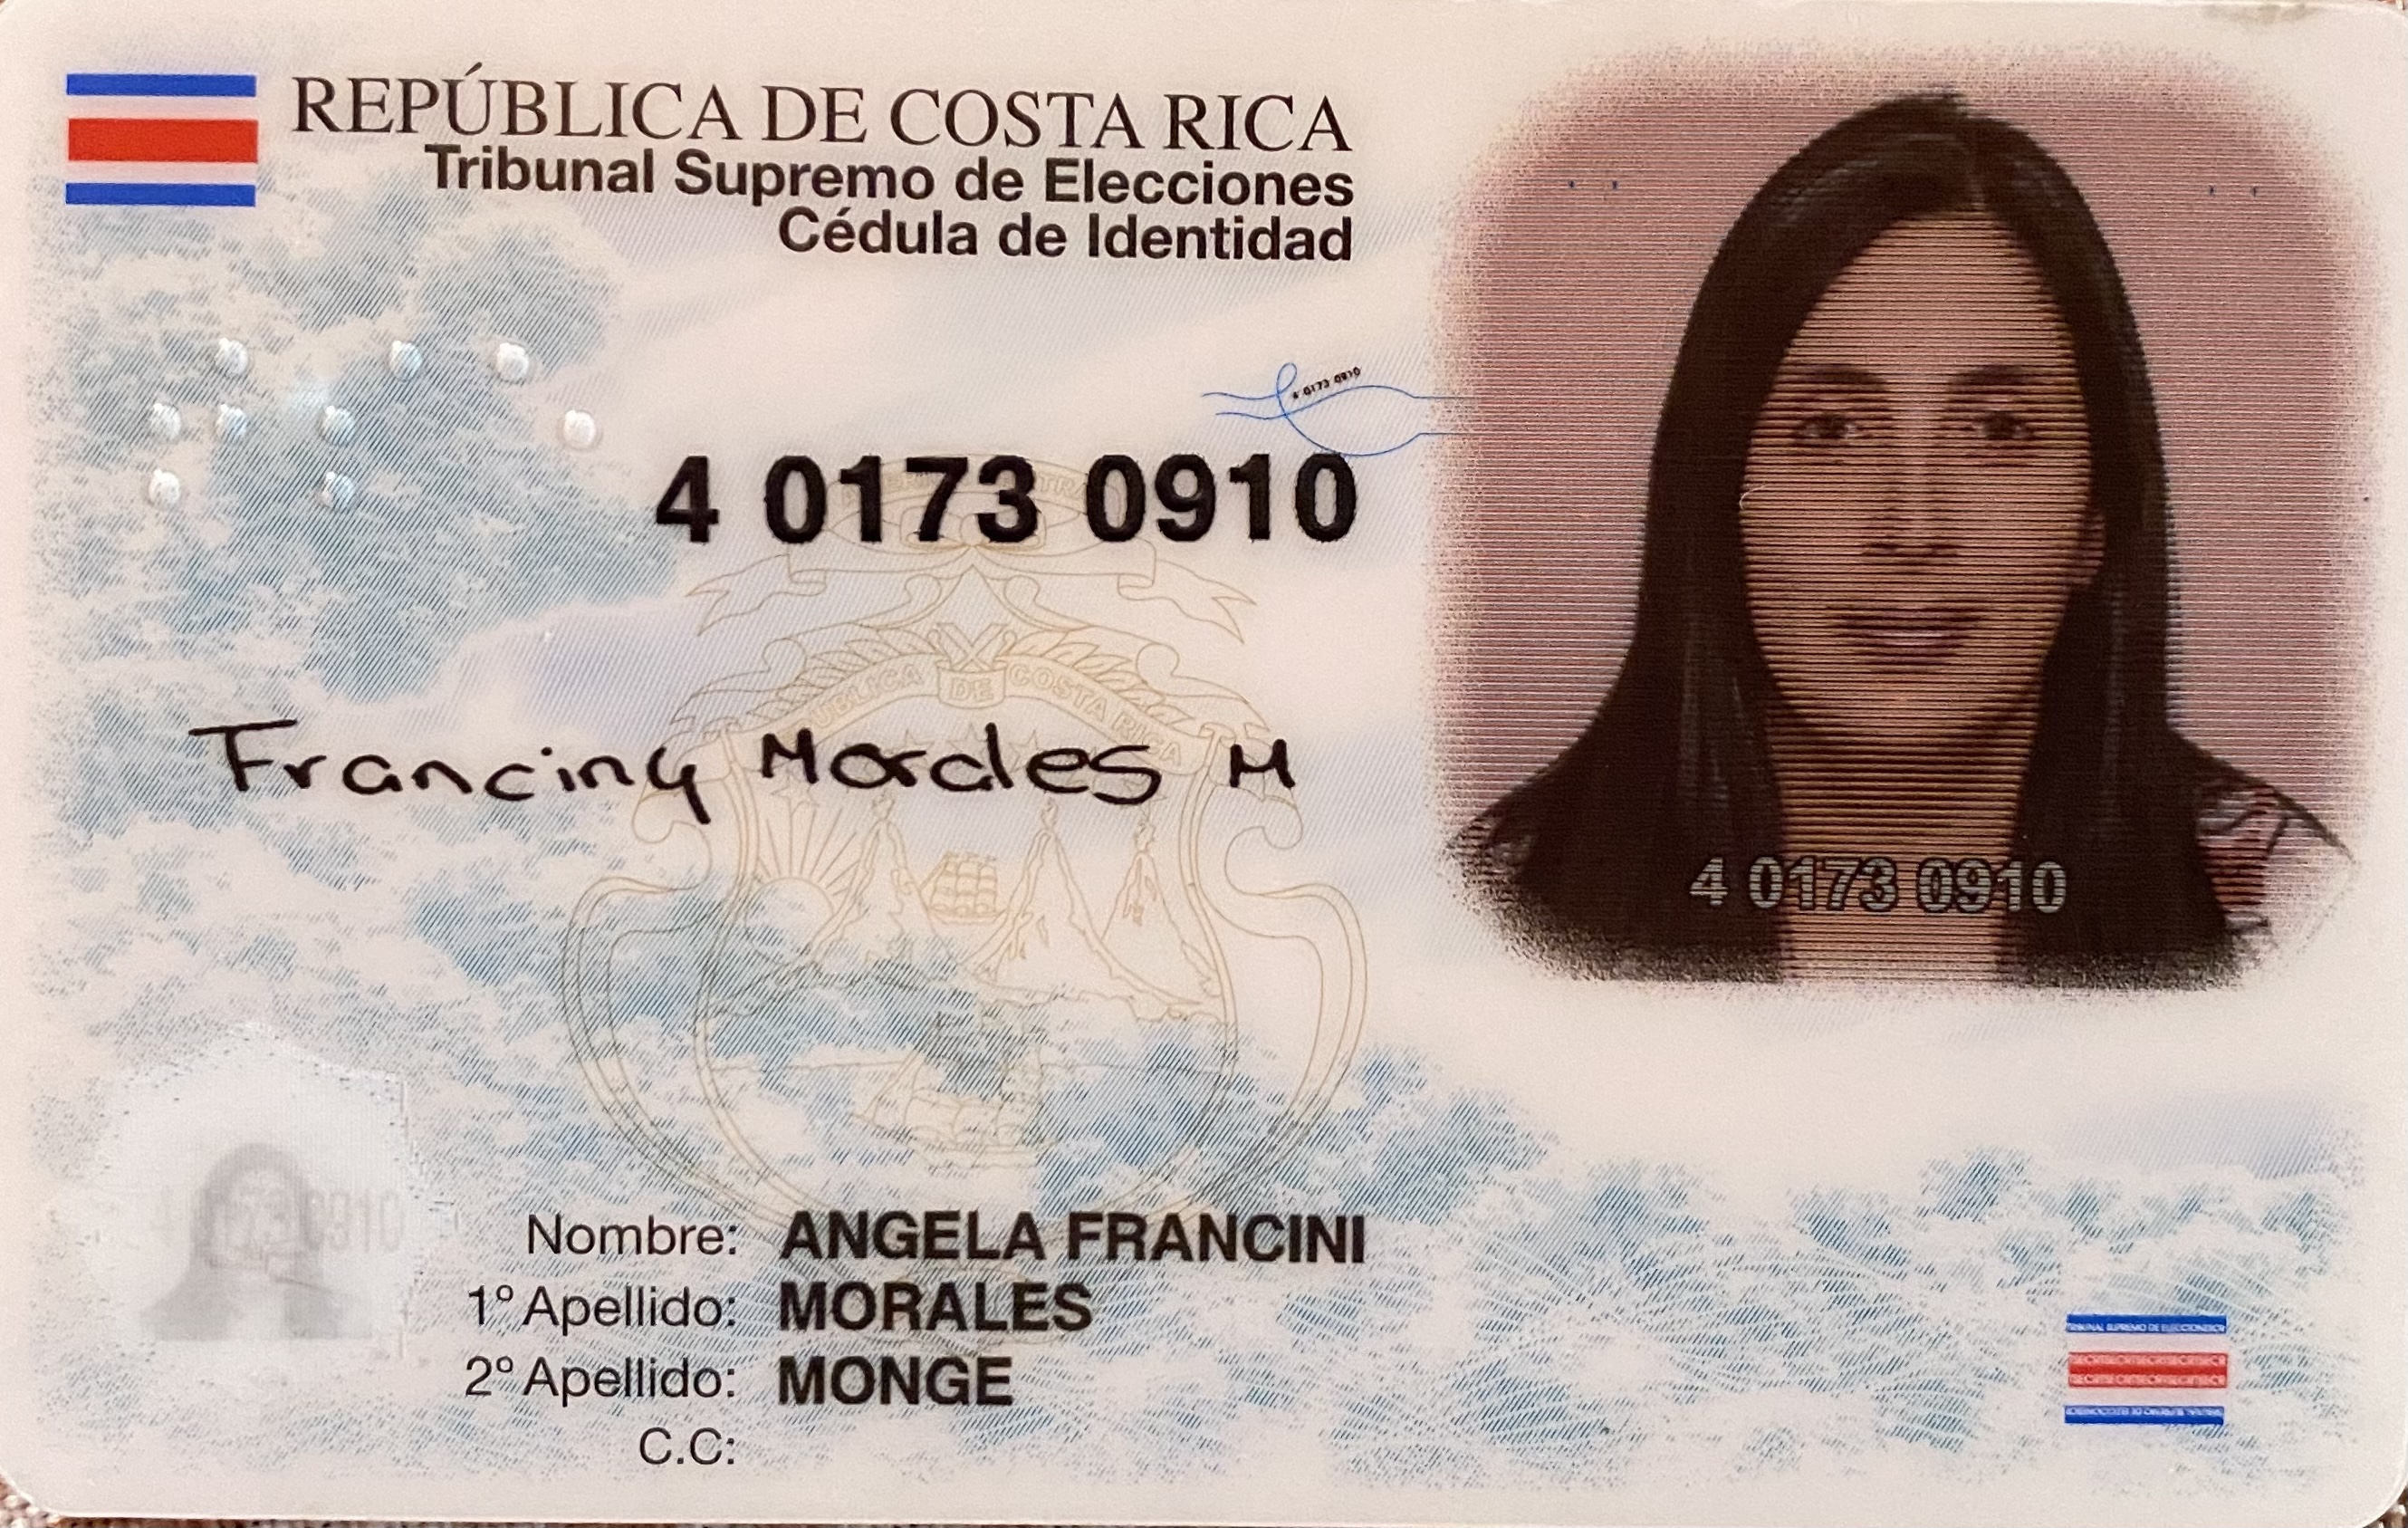 REPÚBLICA DE COSTA RICA
Tribunal Supremo de Elecciones
Cédula de Identidad
4 0173 0910
4 0173 0910
Franciny Morales M
4 0173 0910
REPÚBLICA DE COSTA RICA
4 0173 0910
Nombre: ANGELA FRANCINI
1º Apellido: MORALES
2º Apellido: MONGE
C.C:
TRIBUNAL SUPREMO DE ELECCIONES